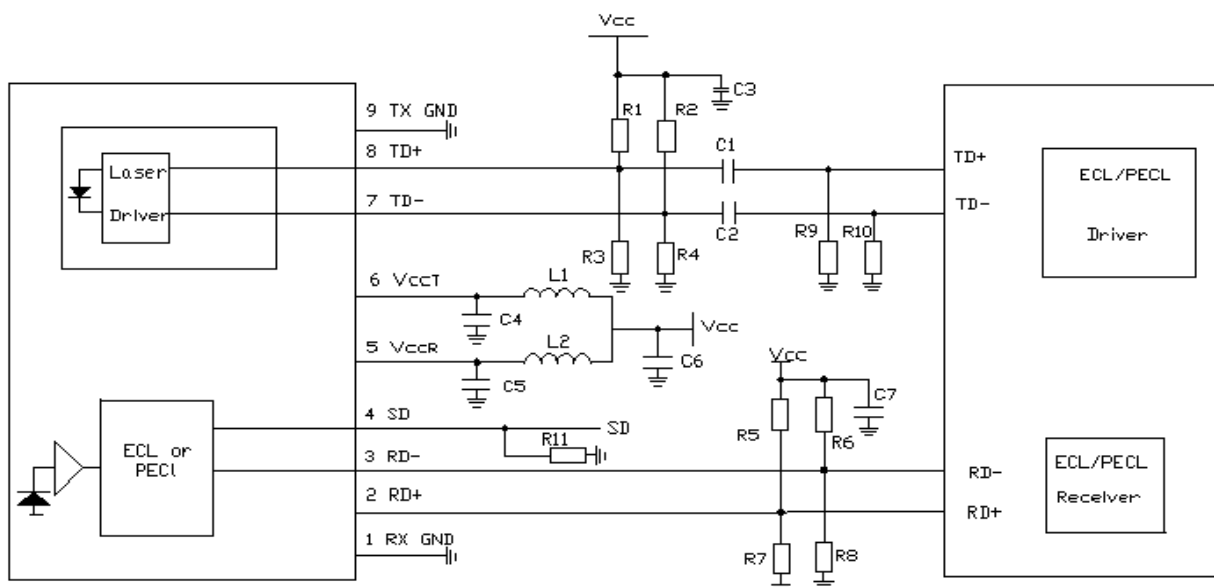 Vcc
C3
R1
R2
9 TX GND
8 TD+
C1
TD+
Laser
Driver
7 TD-
C2
TD-
ECL/PECL
Driver
R3
R4
R9
R10
6 VccT
L1
C4
Vcc
5 VccR
L2
C5
C6
Vcc
C7
R5
R6
4 SD
SD
R11
ECL or
PECl
3 RD-
RD-
ECL/PECL
Recelver
2 RD+
RD+
1 RX GND
R7
R8